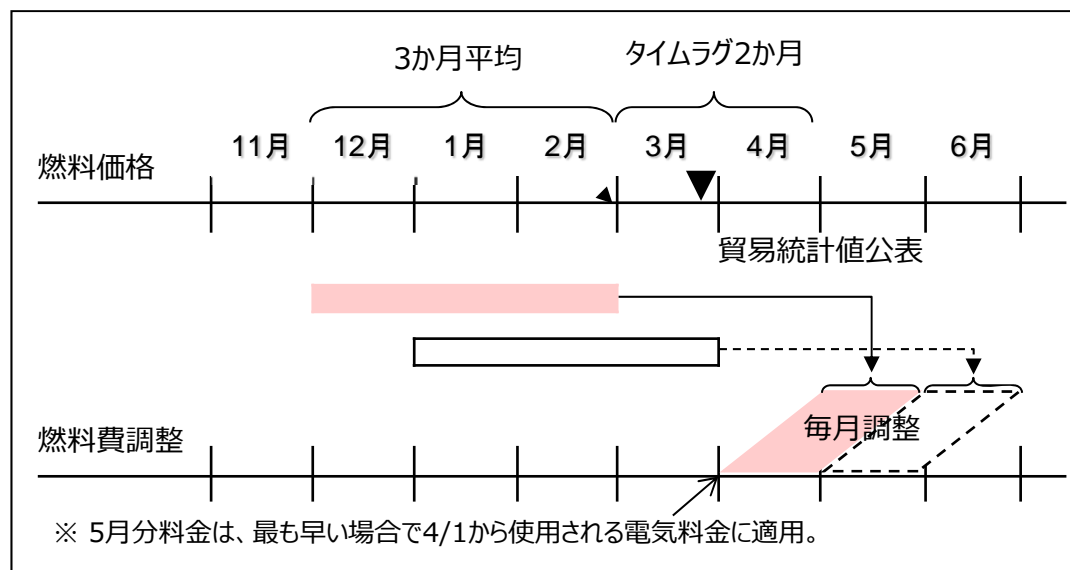 3か月平均 タイムラグ2か月
11月 12月 1月 2月 3月 4月 5月 6月
燃料価格
貿易統計値公表
毎月調整
燃料費調整
※ 5月分料金は、最も早い場合で4/1から使用される電気料金に適用。